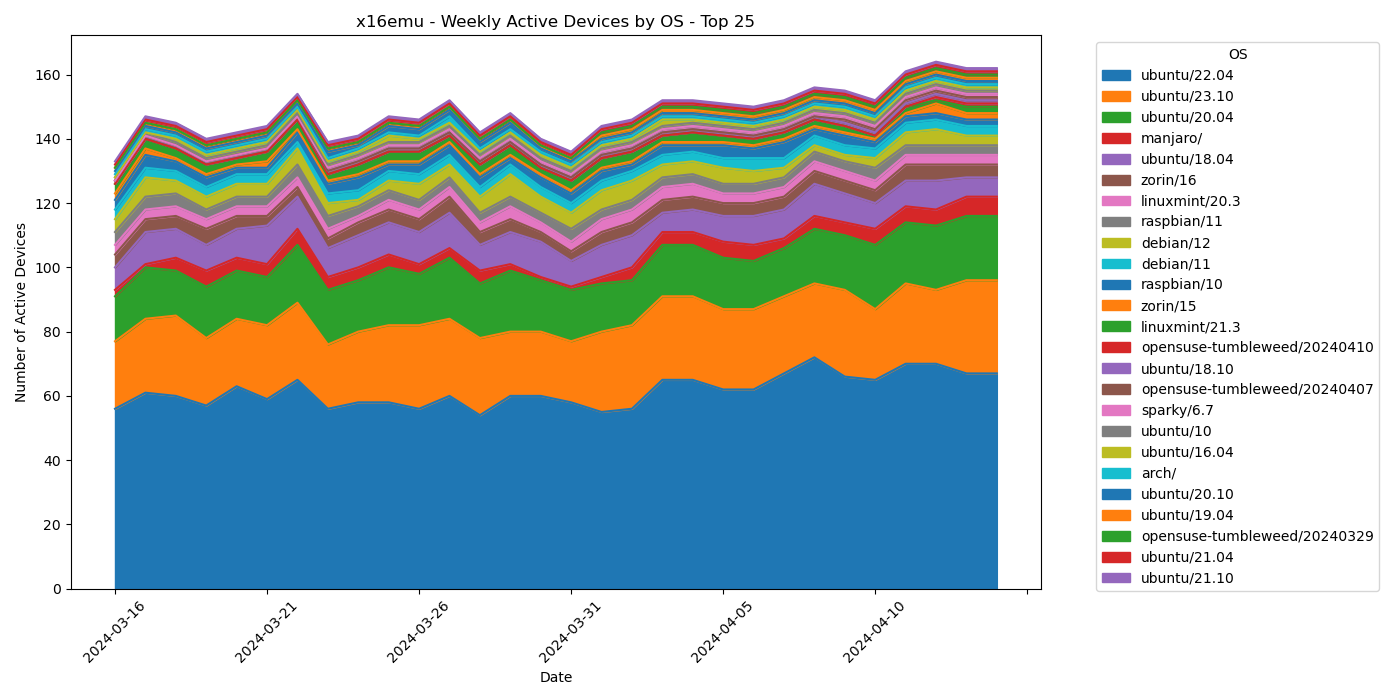 x16emu - Weekly Active Devices by OS - Top 25
Number of Active Devices
160
140
120
100
80
60
40
20
0
2024-03-16
2024-03-21
2024-03-26
2024-03-31
2024-04-05
2024-04-10
Date
OS
ubuntu/22.04
ubuntu/23.10
ubuntu/20.04
manjaro/
ubuntu/18.04
zorin/16
linuxmint/20.3
raspbian/11
debian/12
debian/11
raspbian/10
zorin/15
linuxmint/21.3
opensuse-tumbleweed/20240410
ubuntu/18.10
opensuse-tumbleweed/20240407
sparky/6.7
ubuntu/10
ubuntu/16.04
arch/
ubuntu/20.10
ubuntu/19.04
opensuse-tumbleweed/20240329
ubuntu/21.04
ubuntu/21.10